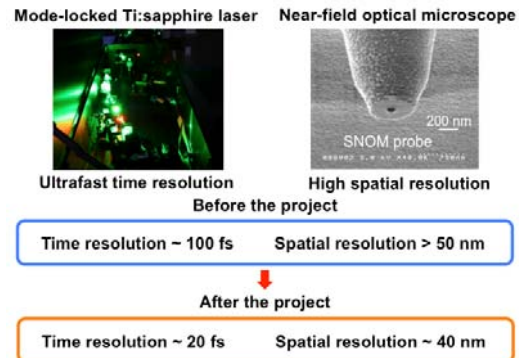 Mode-locked Ti:sapphire laser
Near-field optical microscope
200 nm
SNOM probe
Ultrafast time resolution
High spatial resolution
Before the project
Time resolution ~ 100 fs
Spatial resolution > 50 nm
After the project
Time resolution ~ 20 fs
Spatial resolution ~ 40 nm